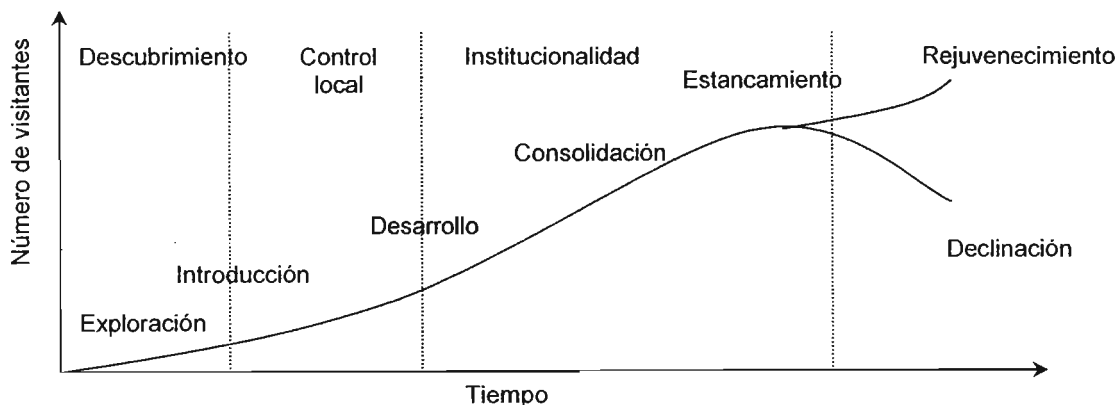 Número de visitantes
Descubrimiento
Control
local
Institucionalidad
Rejuvenecimiento
Estancamiento
Consolidación
Desarrollo
Introducción
Declinación
Exploración
Tiempo